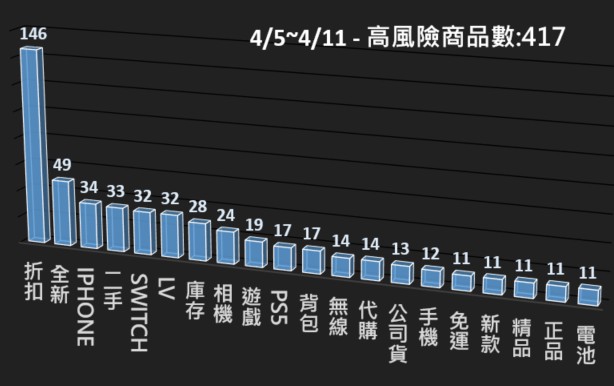 4/5~4/11 - 高風險商品數:417
146
49
34
33
32
32
28
24
19
17
17
14
14
13
12
11
11
11
11
11
折扣
全新
IPHONE
二手
SWITCH
LV
庫存
相機
遊戲
PS5
背包
無線
代購
公司貨
手機
免運
新款
精品
正品
電池